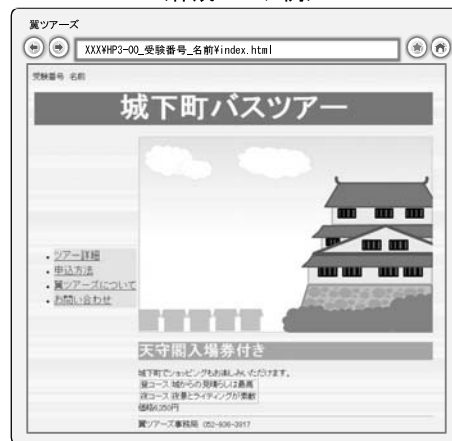 翼ツアーズ
XXX¥HP3-00_受験番号_名前¥index.html
受験番号 名前
城下町バスツアー
・ツアー詳細
・申込方法
・翼ツアーズについて
・お問い合わせ
天守閣入場券付き
城下町でショッピングもお楽しみいただけます。
昼コース 城からの見晴らしは最高
夜コース 夜景とライティングが素敵
価格6,350円
翼ツアーズ事務局 052-936-3917